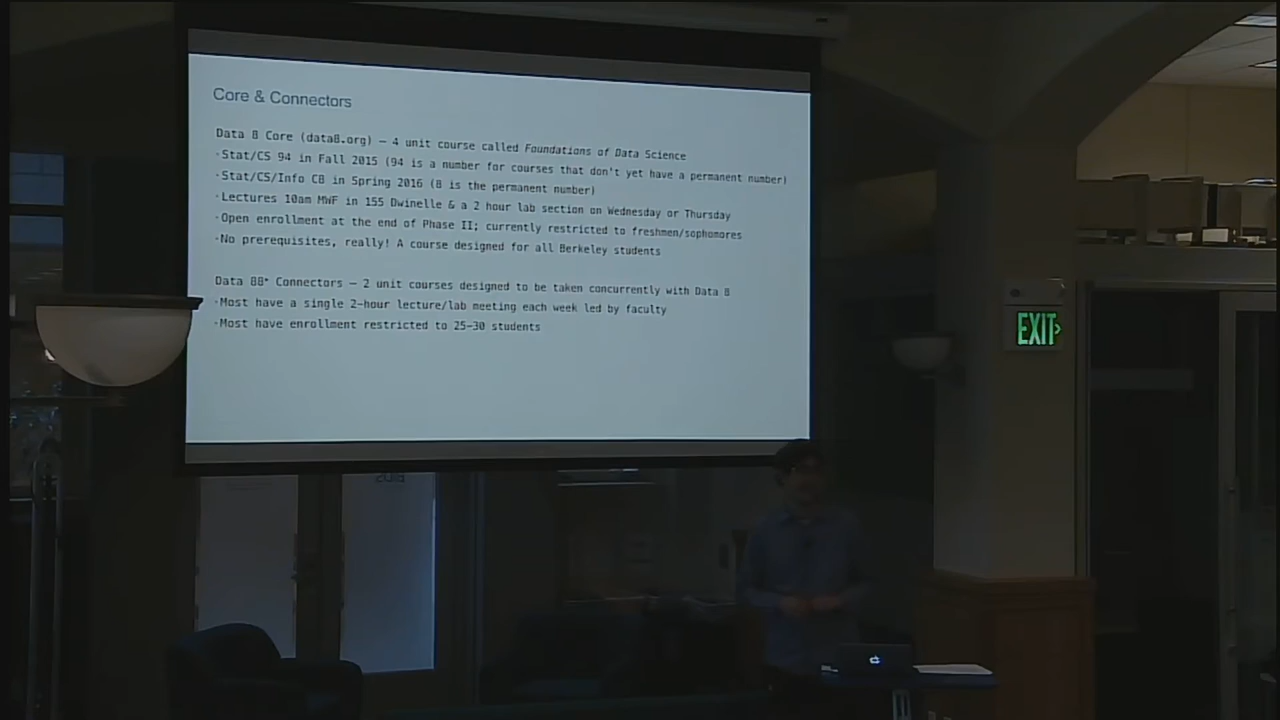 Core & Connectors
Data 8 Core (data8.org) – 4 unit course called Foundations of Data Science
·Stat/CS 94 in Fall 2015 (94 is a number for courses that don't yet have a permanent number)
·Stat/CS/Info C8 in Spring 2016 (8 is the permanent number)
·Lectures 10am MWF in 155 Dwinelle & a 2 hour lab section on Wednesday or Thursday
·Open enrollment at the end of Phase II; currently restricted to freshmen/sophomores
·No prerequisites, really! A course designed for all Berkeley students
Data 88* Connectors – 2 unit courses designed to be taken concurrently with Data 8
·Most have a single 2-hour lecture/lab meeting each week led by faculty
·Most have enrollment restricted to 25-30 students
EXIT